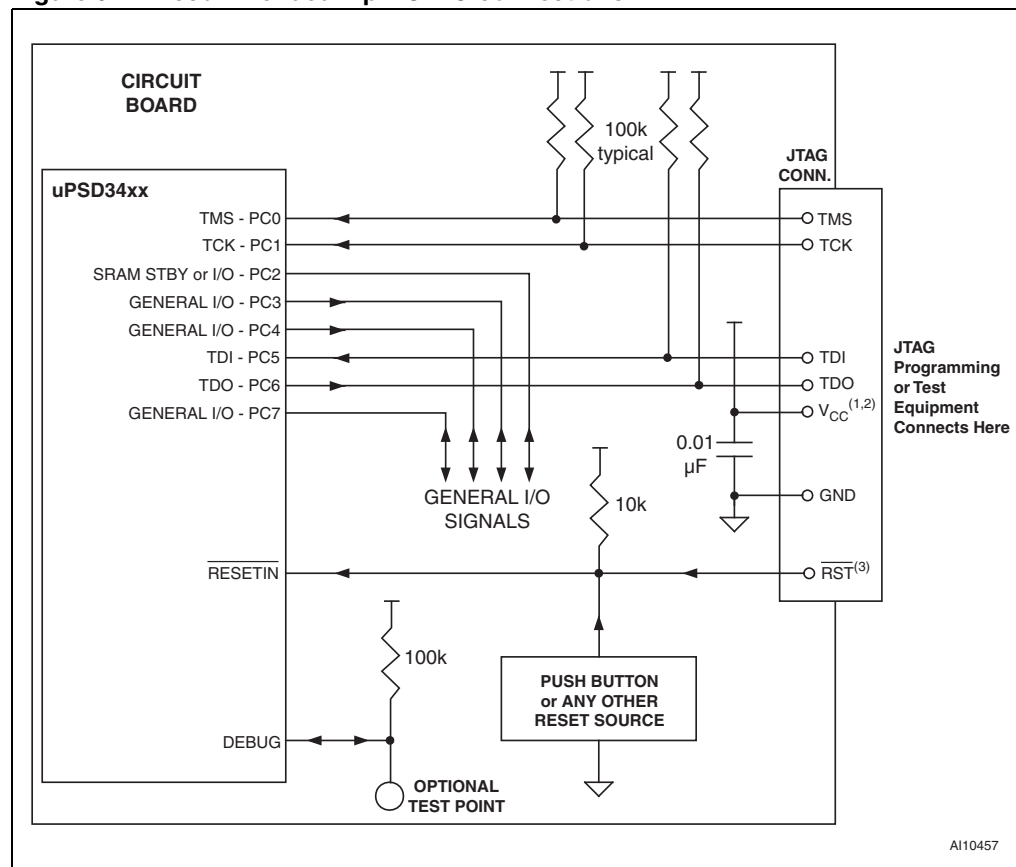 CIRCUIT
BOARD
100k
typical
JTAG
CONN.
uPSD34xx
TMS - PC0
TMS
TCK - PC1
TCK
SRAM STBY or I/O - PC2
GENERAL I/O - PC3
GENERAL I/O - PC4
TDI - PC5
TDI
TDO - PC6
TDO
GENERAL I/O - PC7
VCC(1,2)
JTAG
Programming
or Test
Equipment
Connects Here
0.01
µF
GENERAL I/O
SIGNALS
10k
GND
RESETIN
RST(3)
100k
PUSH BUTTON
or ANY OTHER
RESET SOURCE
DEBUG
OPTIONAL
TEST POINT
AI10457